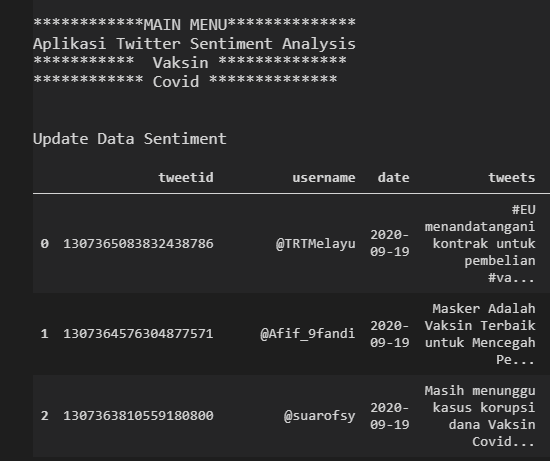 ************MAIN MENU**************
Aplikasi Twitter Sentiment Analysis
*********** Vaksin **************
************ Covid **************
Update Data Sentiment
tweetid username date tweets
0 1307365083832438786 @TRTMelayu 2020-09-19 #EU menandatangani kontrak untuk pembelian #va...
1 1307364576304877571 @Afif_9fandi 2020-09-19 Masker Adalah Vaksin Terbaik untuk Mencegah Pe...
2 1307363810559180800 @suarofsy 2020-09-19 Masih menunggu kasus korupsi dana Vaksin Covid...